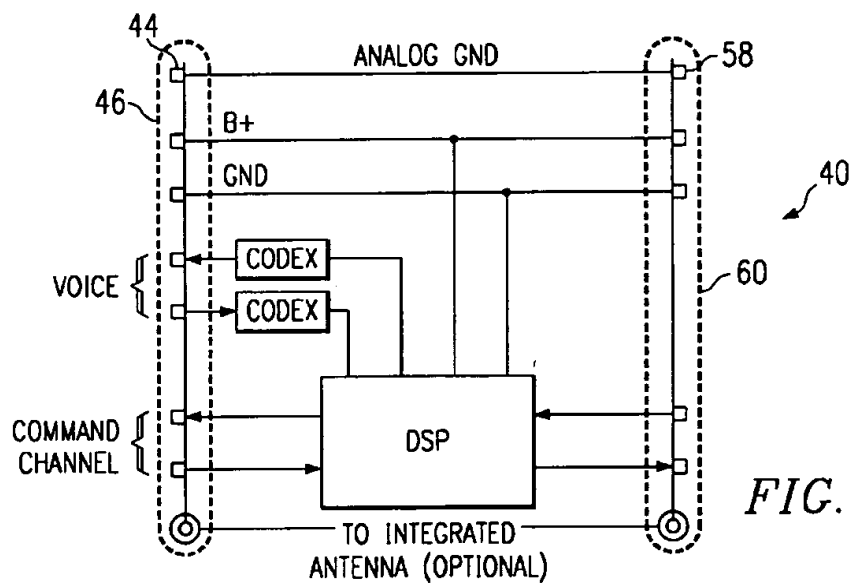 44
ANALOG GND
58
46
B+
GND
40
VOICE
CODEX
CODEX
60
COMMAND
CHANNEL
DSP
TO INTEGRATED
ANTENNA (OPTIONAL)
FIG.